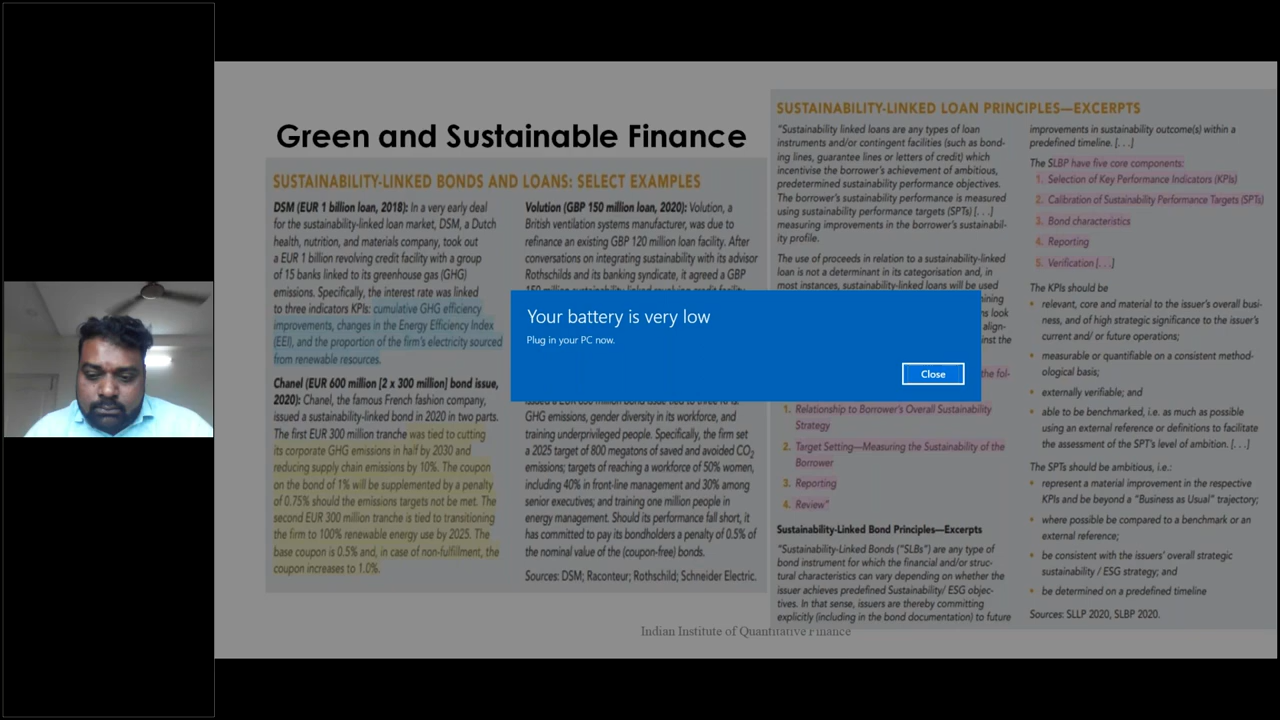 Green and Sustainable Finance
SUSTAINABILITY-LINKED BONDS AND LOANS: SELECT EXAMPLES
DSM (EUR 1 billion loan, 2018): In a very early deal
for the sustainability-linked loan market, DSM, a Dutch
health, nutrition, and materials company, took out
a EUR 1 billion revolving credit facility with a group
of 15 banks linked to its greenhouse gas (GHG)
emissions. Specifically, the interest rate was linked
to three indicators KPIs: cumulative GHG efficiency
improvements, changes in the Energy Efficiency Index
(EEI), and the proportion of the firm's electricity sourced
from renewable resources.
Chanel (EUR 600 million [2 x 300 million] bond issue,
2020): Chanel, the famous French fashion company,
issued a sustainability-linked bond in 2020 in two parts.
The first EUR 300 million tranche was tied to cutting
its corporate GHG emissions in half by 2030 and
reducing supply chain emissions by 10%. The coupon
on the bond of 1% will be supplemented by a penalty
of 0.75% should the emissions targets not be met. The
second EUR 300 million tranche is tied to transitioning
the firm to 100% renewable energy use by 2025. The
base coupon is 0.5% and, in case of non-fulfillment, the
coupon increases to 1.0%.
Volution (GBP 150 million loan, 2020): Volution, a
British ventilation systems manufacturer, was due to
refinance an existing GBP 120 million loan facility. After
conversations on integrating sustainability with its advisor
Rothschilds and its banking syndicate, it agreed a GBP
150 million sustainability-linked revolving credit facility
Your battery is very low
Plug in your PC now.
Close
GHG emissions, gender diversity in its workforce, and
training underprivileged people. Specifically, the firm set
a 2025 target of 800 megatons of saved and avoided CO2
emissions; targets of reaching a workforce of 50% women,
including 40% in front-line management and 30% among
senior executives; and training one million people in
energy management. Should its performance fall short, it
has committed to pay its bondholders a penalty of 0.5% of
the nominal value of the (coupon-free) bonds.
Sources: DSM; Raconteur; Rothschild; Schneider Electric.
SUSTAINABILITY-LINKED LOAN PRINCIPLES—EXCERPTS
"Sustainability linked loans are any types of loan
instruments and/or contingent facilities (such as bond-
ing lines, guarantee lines or letters of credit) which
incentivise the borrower's achievement of ambitious,
predetermined sustainability performance objectives.
The borrower's sustainability performance is measured
using sustainability performance targets (SPTs) [. . .]
measuring improvements in the borrower's sustainabil-
ity profile.
The use of proceeds in relation to a sustainability-linked
loan is not a determinant in its categorisation and, in
most instances, sustainability-linked loans will be used
1. Relationship to Borrower's Overall Sustainability
Strategy
2. Target Setting—Measuring the Sustainability of the
Borrower
3. Reporting
4. Review"
Sustainability-Linked Bond Principles—Excerpts
"Sustainability-Linked Bonds ("SLBs") are any type of
bond instrument for which the financial and/or struc-
tural characteristics can vary depending on whether the
issuer achieves predefined Sustainability/ ESG objec-
tives. In that sense, issuers are thereby committing
explicitly (including in the bond documentation) to future
improvements in sustainability outcome(s) within a
predefined timeline. [. . .]
The SLBP have five core components:
1. Selection of Key Performance Indicators (KPIs)
2. Calibration of Sustainability Performance Targets (SPTs)
3. Bond characteristics
4. Reporting
5. Verification [. . .]
The KPIs should be
• relevant, core and material to the issuer's overall busi-
ness, and of high strategic significance to the issuer's
current and/ or future operations;
• measurable or quantifiable on a consistent method-
ological basis;
• externally verifiable; and
• able to be benchmarked, i.e. as much as possible
using an external reference or definitions to facilitate
the assessment of the SPT's level of ambition. [. . .]
The SPTs should be ambitious, i.e.:
• represent a material improvement in the respective
KPIs and be beyond a "Business as Usual" trajectory;
• where possible be compared to a benchmark or an
external reference;
• be consistent with the issuers' overall strategic
sustainability / ESG strategy; and
• be determined on a predefined timeline
Sources: SLLP 2020, SLBP 2020.
Indian Institute of Quantitative Finance